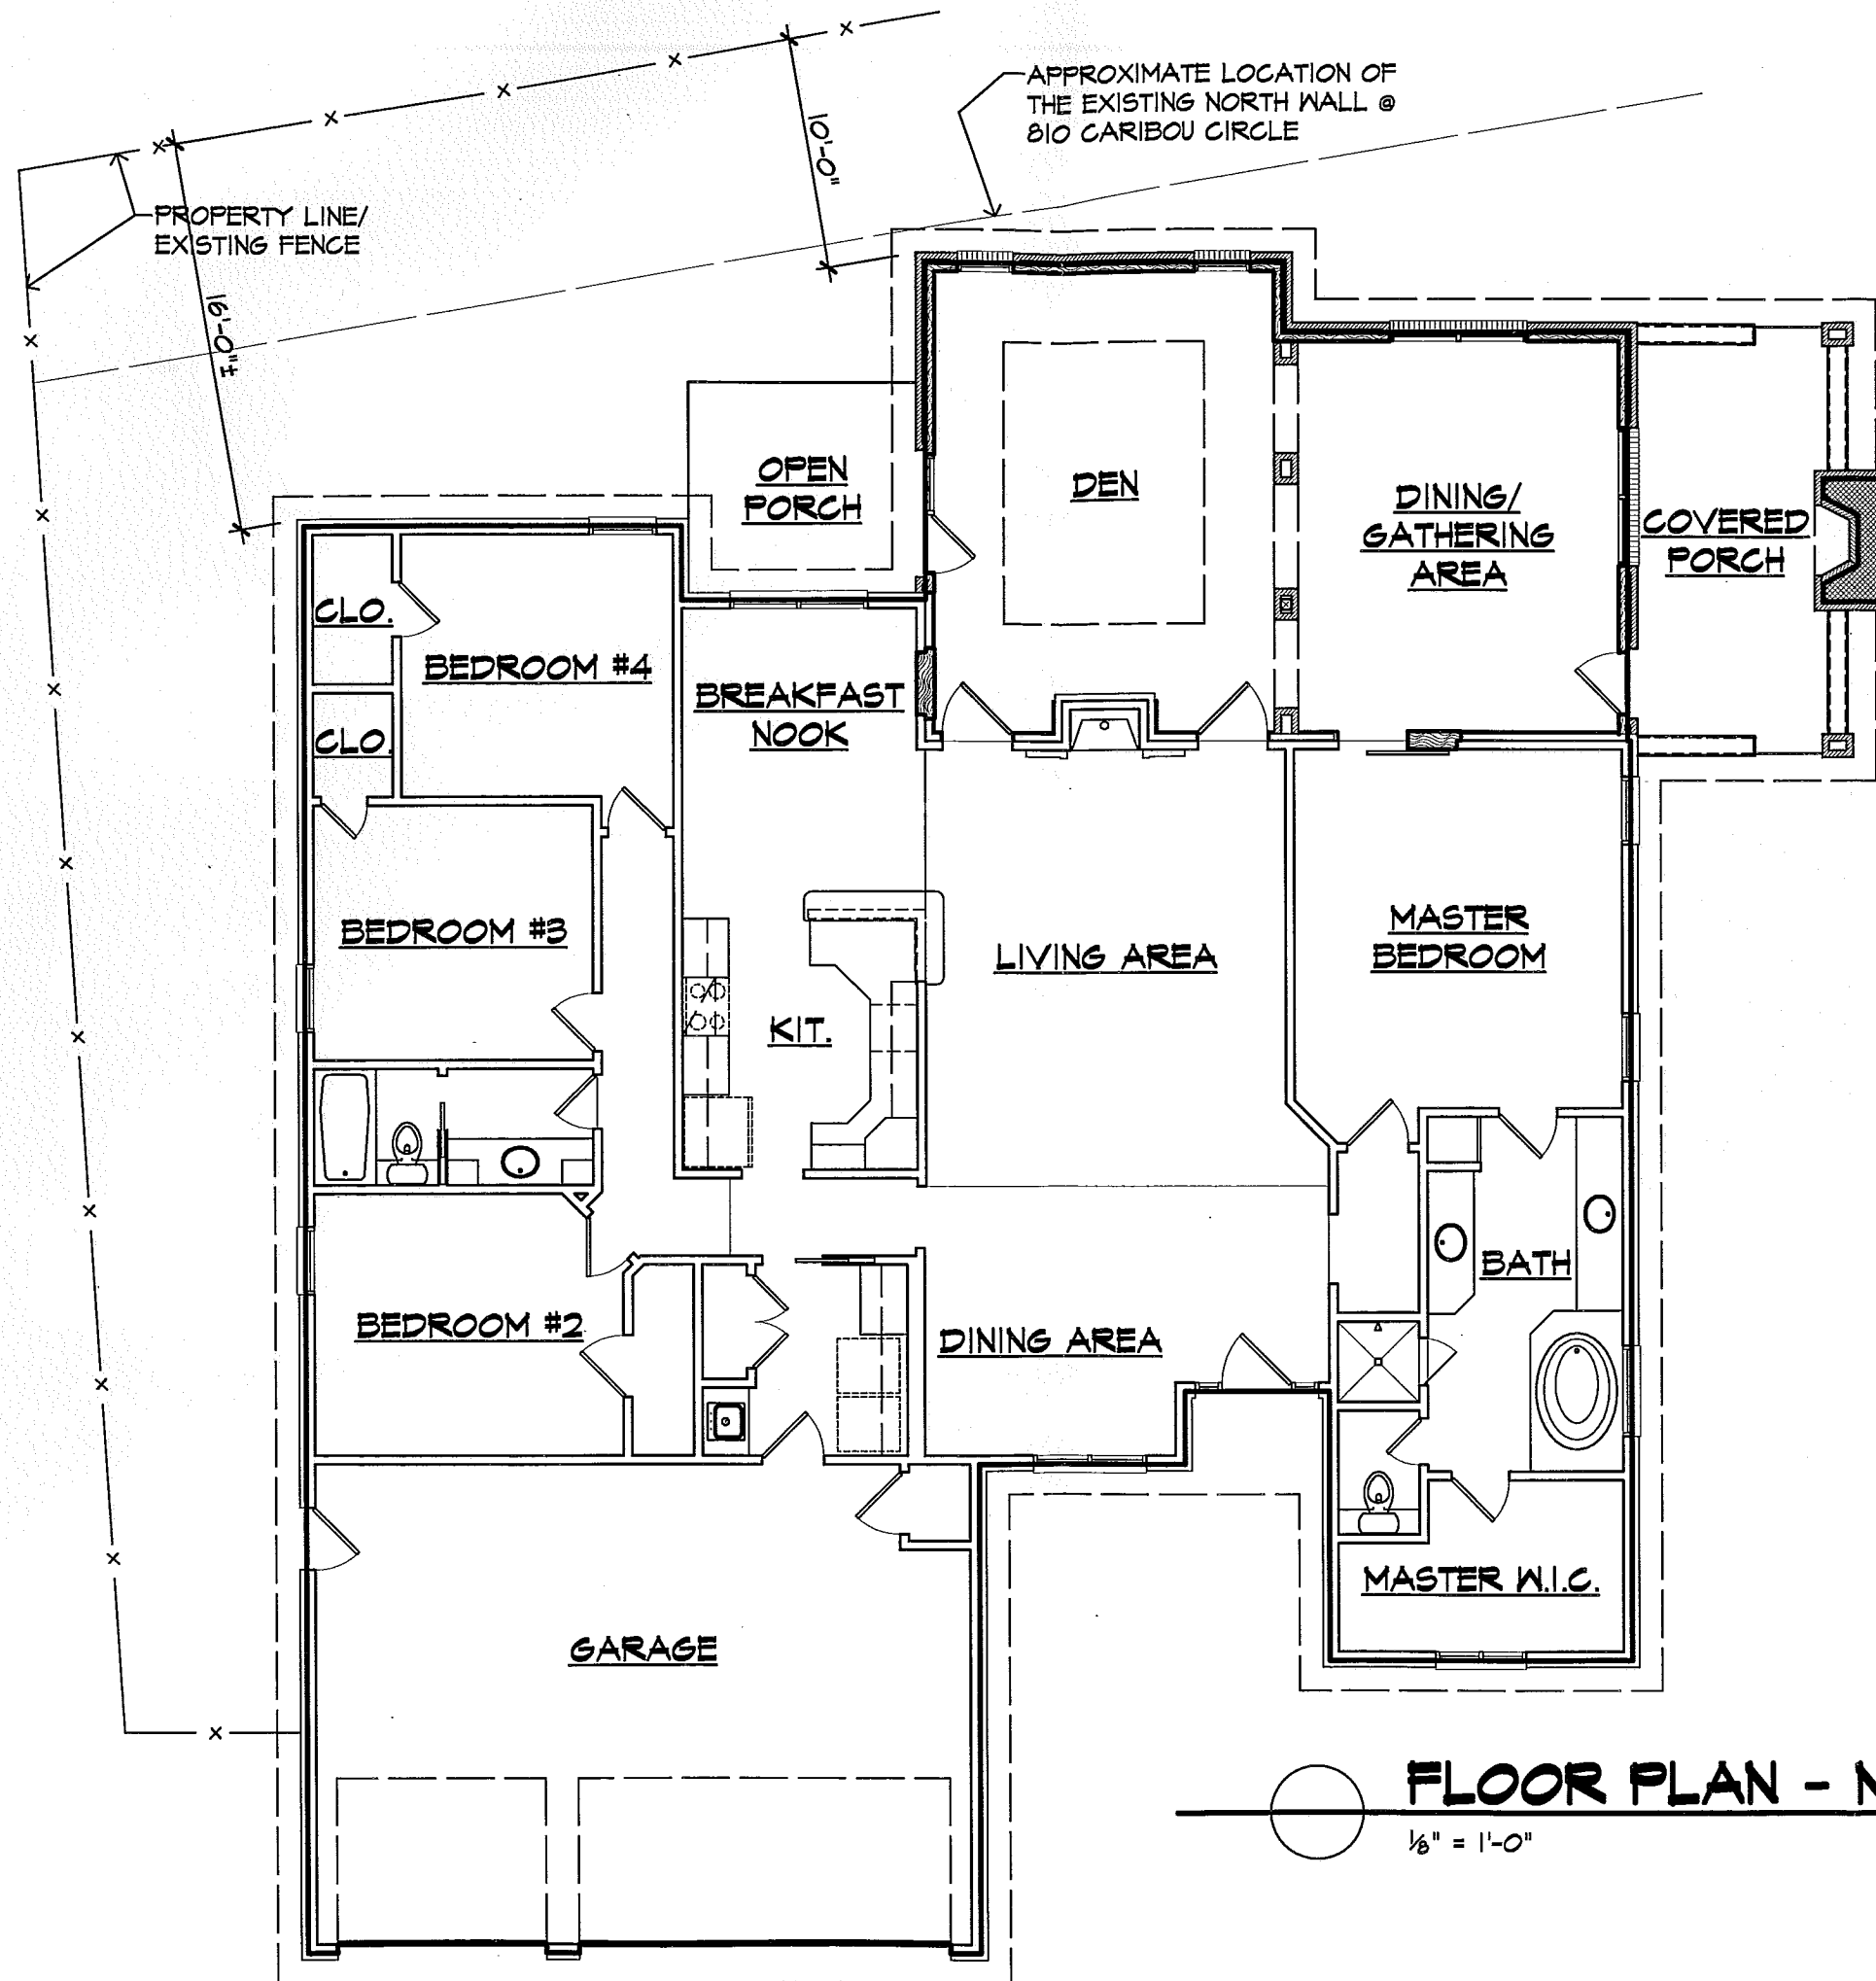 APPROXIMATE LOCATION OF
THE EXISTING NORTH WALL @
810 CARIBOU CIRCLE
10'-0"
PROPERTY LINE/
EXISTING FENCE
18'-0"±
OPEN
PORCH
DEN
DINING/
GATHERING
AREA
COVERED
PORCH
CLO.
BEDROOM #4
BREAKFAST
NOOK
CLO.
BEDROOM #3
LIVING AREA
MASTER
BEDROOM
KIT.
BATH
BEDROOM #2
DINING AREA
MASTER W.I.C.
GARAGE
FLOOR PLAN -
⅛" = 1'-0"